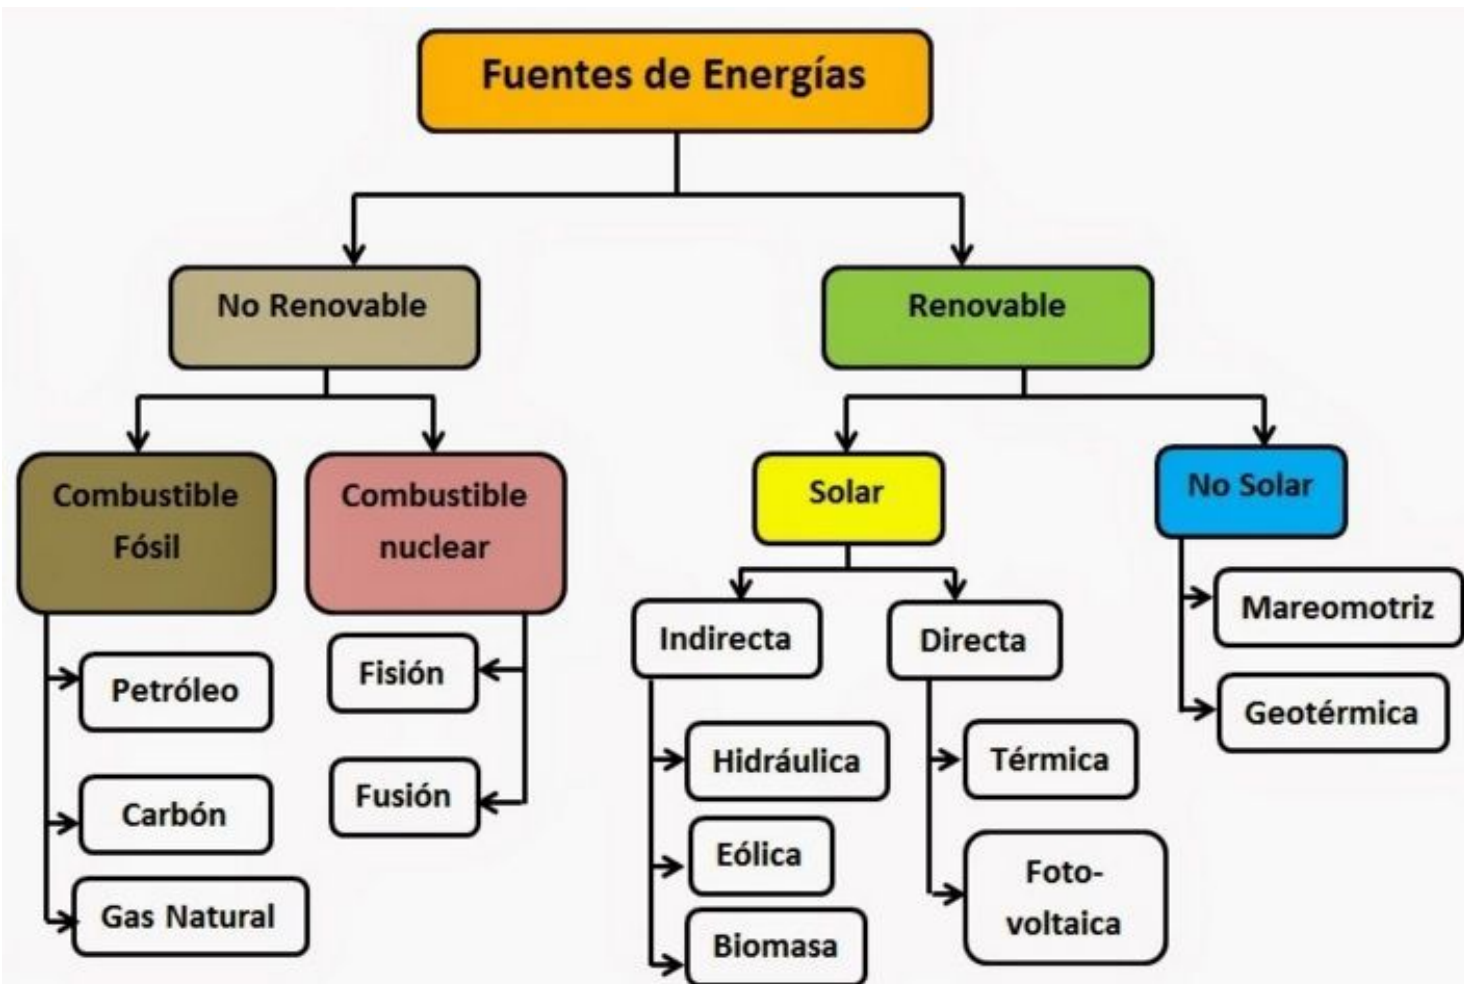 Fuentes de Energías
No Renovable
Renovable
Combustible
Fósil
Combustible
nuclear
Solar
No Solar
Petróleo
Carbón
Gas Natural
Fisión
Fusión
Indirecta
Directa
Hidráulica
Eólica
Biomasa
Térmica
Foto-
voltaica
Mareomotriz
Geotérmica